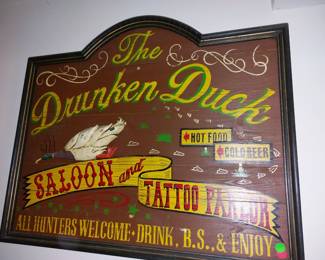 The
Drunken Duck
HOT FOOD
COLD BEER
SALOON and
TATTOO PARLOR
ALL HUNTERS WELCOME • DRINK, B.S., & ENJOY